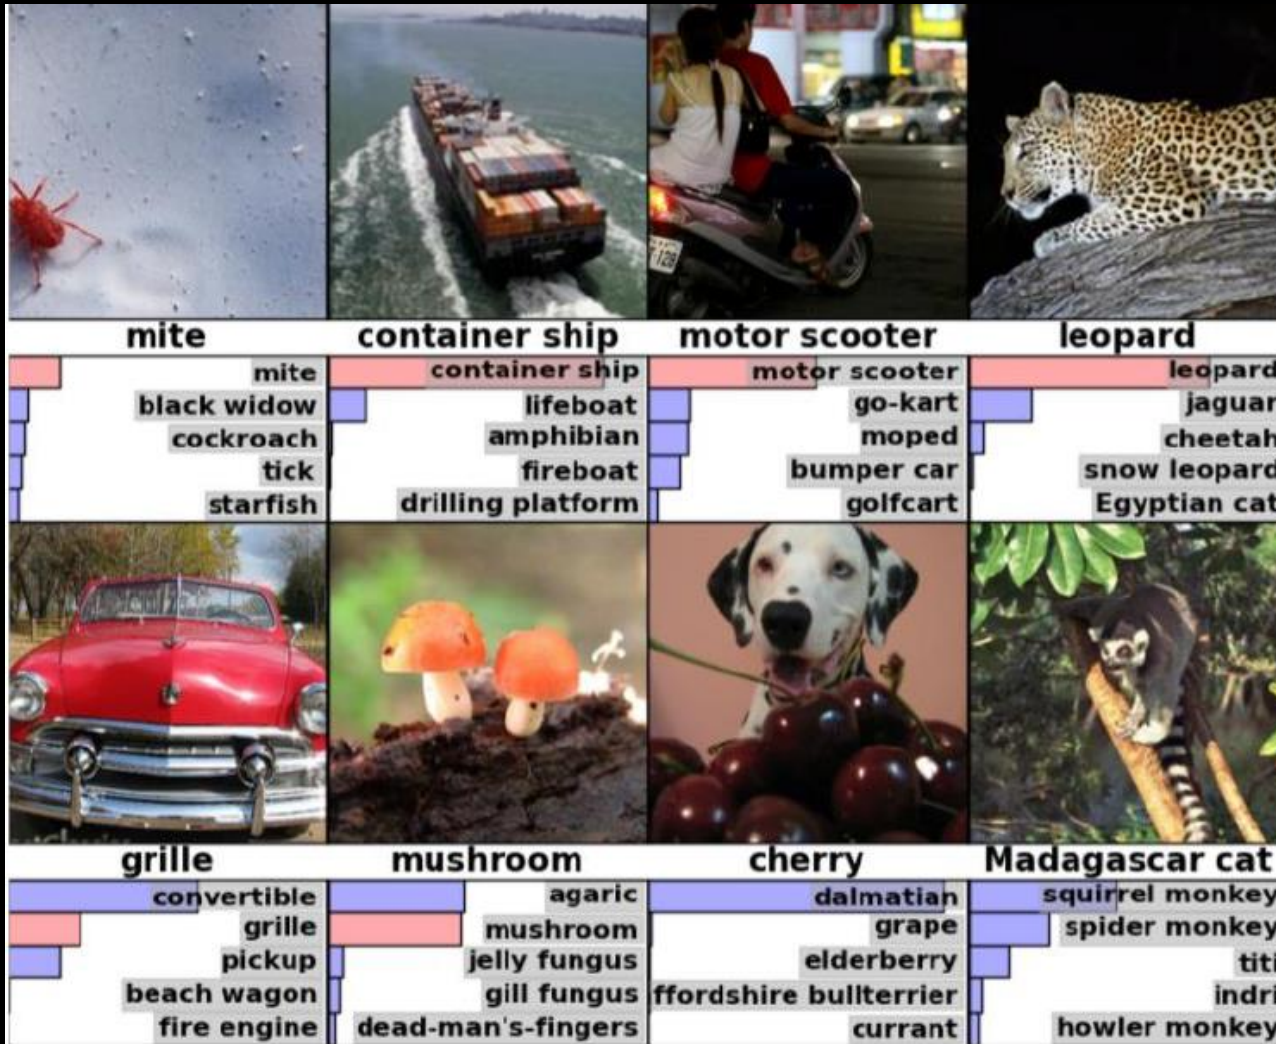 mite
container ship
motor scooter
leopard
mite
black widow
cockroach
tick
starfish
container ship
lifeboat
amphibian
fireboat
drilling platform
motor scooter
go-kart
moped
bumper car
golfcart
leopard
jaguar
cheetah
snow leopard
Egyptian cat
grille
mushroom
cherry
Madagascar cat
convertible
grille
pickup
beach wagon
fire engine
agaric
mushroom
jelly fungus
gill fungus
dead-man's-fingers
dalmatian
grape
elderberry
ffordshire bullterrier
currant
squirrel monkey
spider monkey
titi
indri
howler monkey